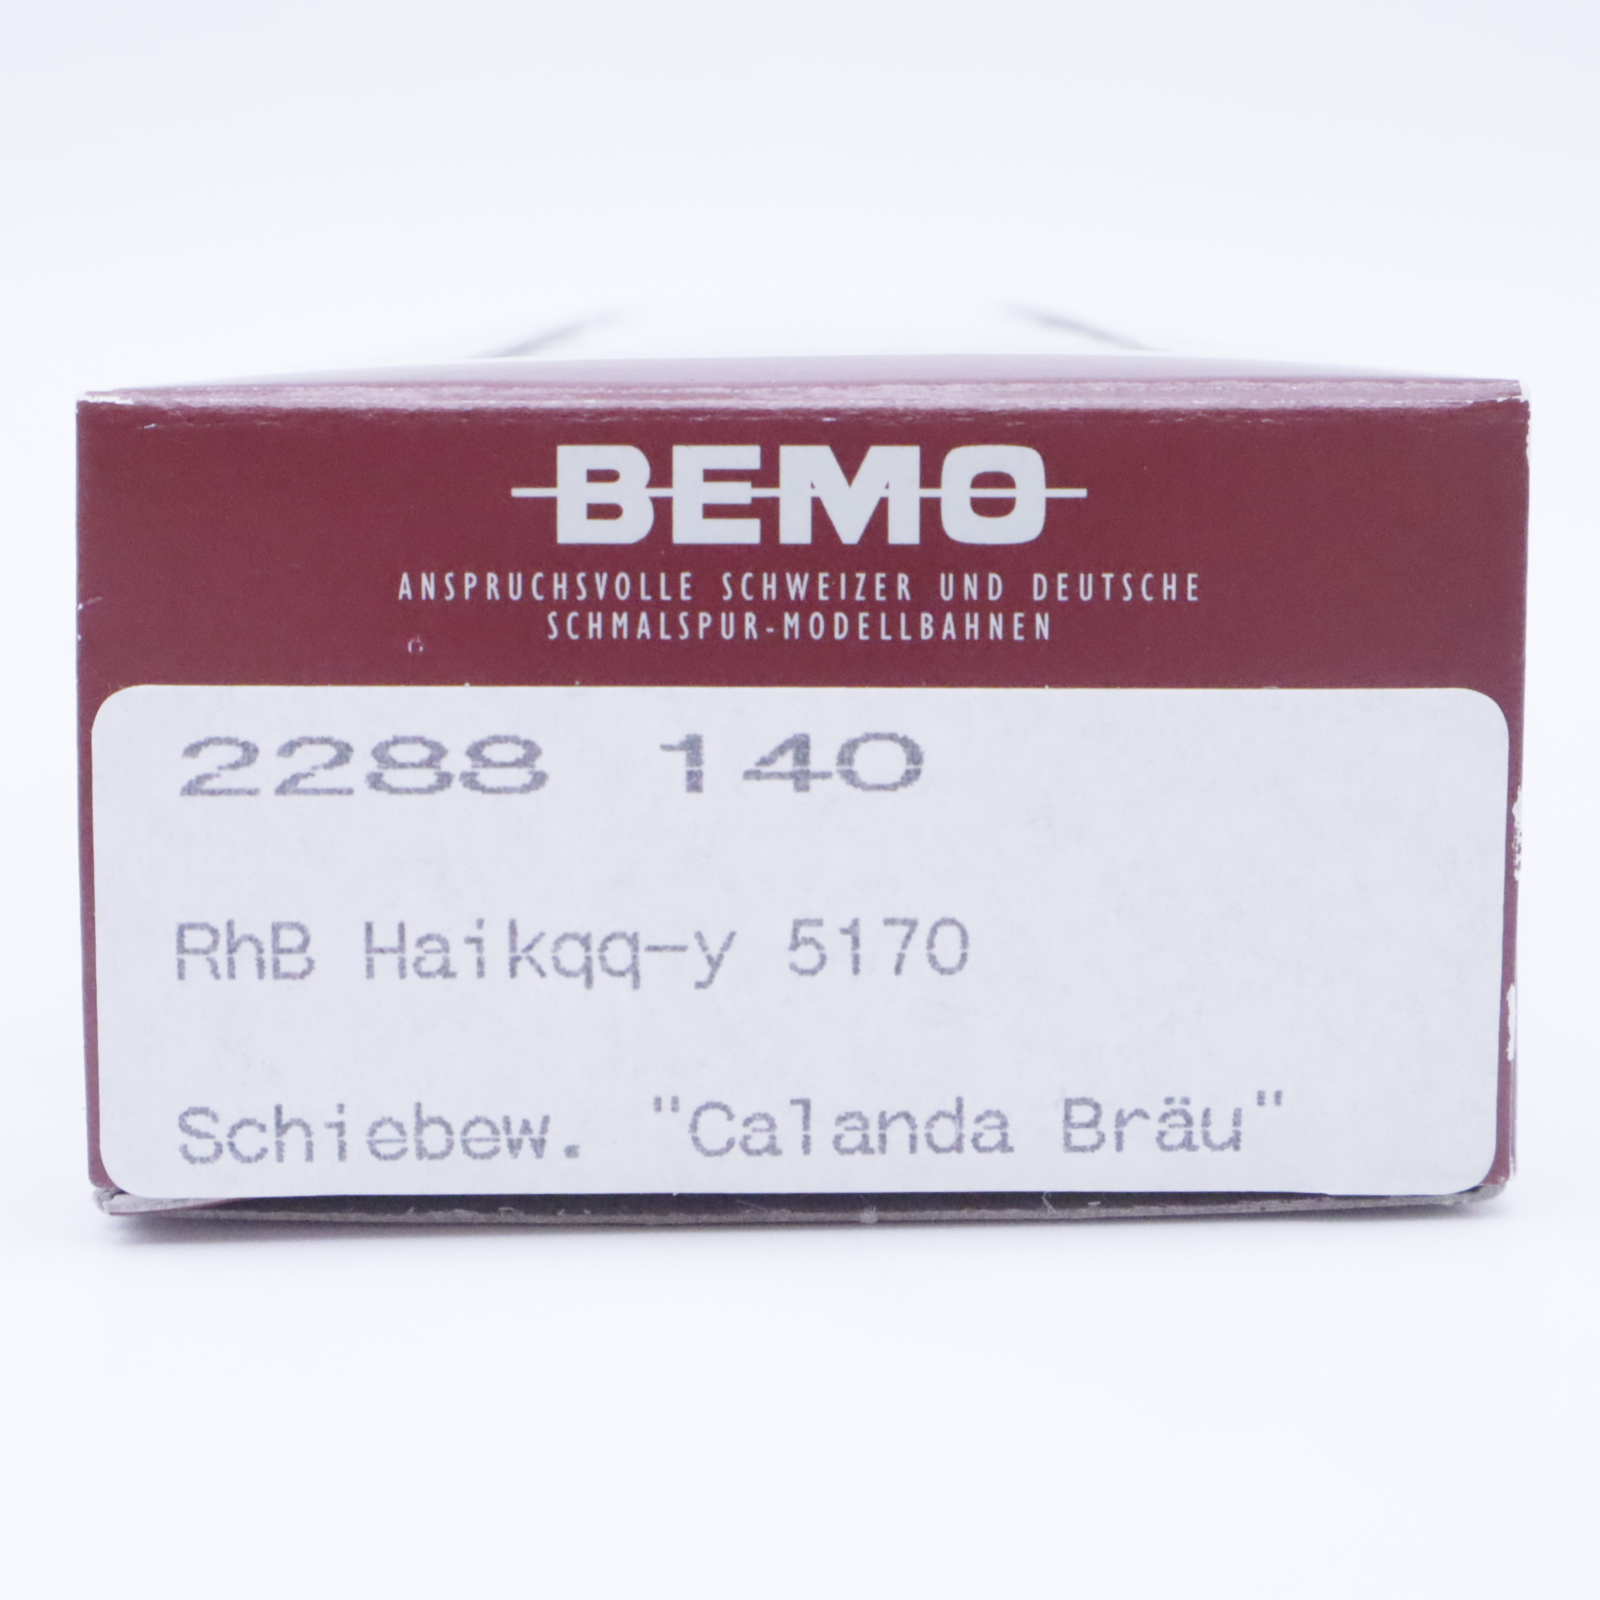 BEMO
ANSPRUCHSVOLLE SCHWEIZER UND DEUTSCHE
SCHMALSPUR-MODELLBAHNEN
2288 140
RhB Haikqq-y 5170
Schiebew. "Calanda Bräu"